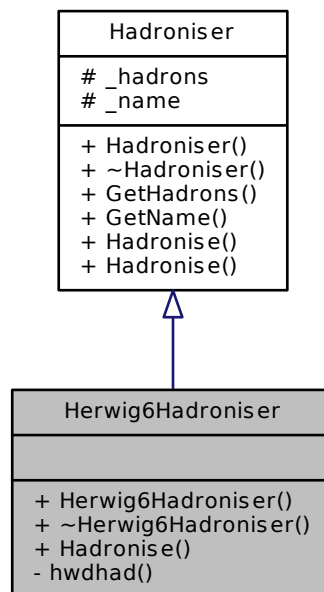 Hadroniser
# _hadrons
# _name
+ Hadroniser()
+ ~Hadroniser()
+ GetHadrons()
+ GetName()
+ Hadronise()
+ Hadronise()
Herwig6Hadroniser
+ Herwig6Hadroniser()
+ ~Herwig6Hadroniser()
+ Hadronise()
- hwdhad()